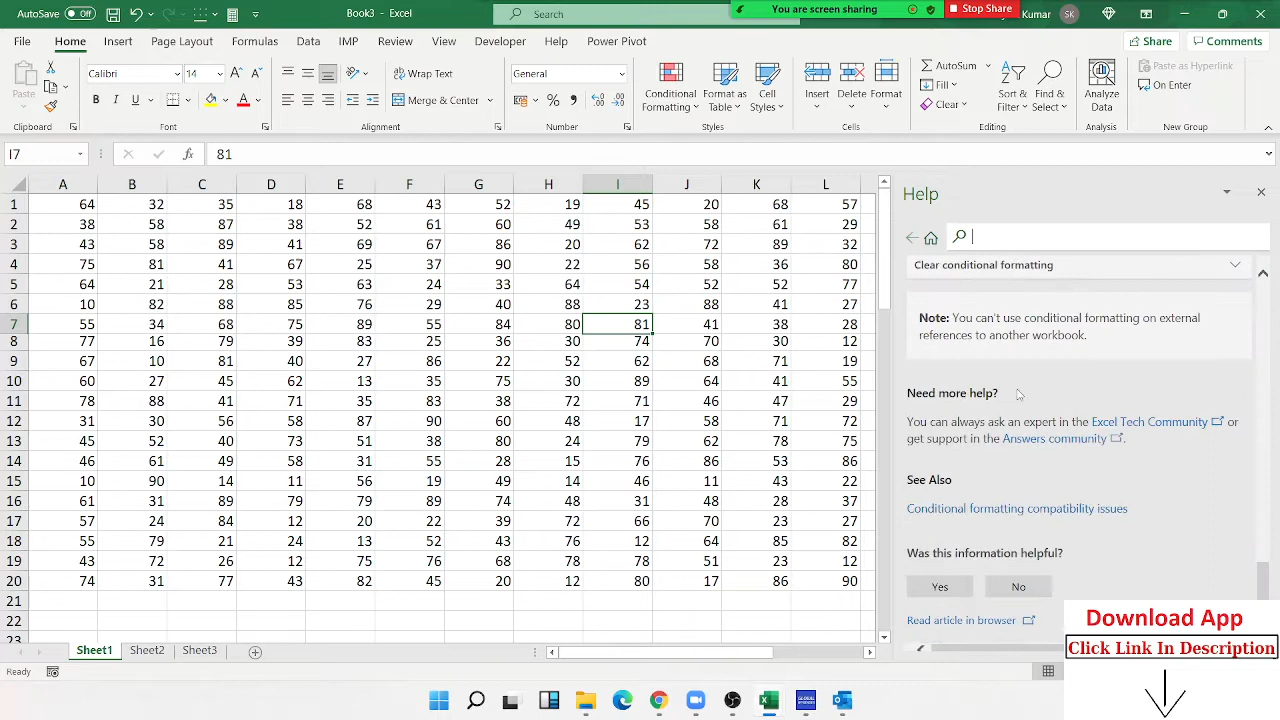 AutoSave Off Book1 - Excel Search You are screen sharing Stop Share Kumar SK
File Home Insert Page Layout Formulas Data IMP Review View Developer Help Power Pivot Share Comments
Paste Calibri 14 Wrap Text General Conditional Formatting Format as Table Cell Styles Insert Delete Format AutoSum Fill Clear Sort & Filter Find & Select Analyze Data Paste as Hyperlink On Enter
B I U Merge & Center
Clipboard Font Alignment Number Styles Cells Editing Analysis New Group
I7 fx 81
A B C D E F G H I J K L
1 64 32 35 18 68 43 52 19 45 20 68 57
2 38 58 87 38 52 61 60 49 53 58 61 29
3 43 58 89 41 69 67 86 20 62 72 89 32
4 75 81 41 67 25 37 90 22 56 58 36 80
5 64 21 28 53 63 24 33 64 54 52 52 77
6 10 82 88 85 76 29 40 88 23 88 41 27
7 55 34 68 75 89 55 84 80 81 41 38 28
8 77 16 79 39 83 25 36 30 74 70 30 12
9 67 10 81 40 27 86 22 52 62 68 71 19
10 60 27 45 62 13 35 75 30 89 64 41 55
11 78 88 41 71 35 83 38 72 71 46 47 29
12 31 30 56 58 87 90 60 48 17 58 71 72
13 45 52 40 73 51 38 80 24 79 62 78 75
14 46 61 49 58 31 55 28 15 76 86 53 86
15 10 90 14 11 56 19 49 14 46 11 43 22
16 61 31 89 79 79 89 74 48 31 48 28 37
17 57 24 84 12 20 22 39 72 66 70 23 27
18 55 79 21 24 13 52 43 76 12 64 85 82
19 43 72 26 12 75 76 68 78 78 51 23 12
20 74 31 77 43 82 45 20 12 80 17 86 90
21
22
23
Sheet1 Sheet2 Sheet3
Ready
Help
Clear conditional formatting
Note: You can't use conditional formatting on external
references to another workbook.
Need more help?
You can always ask an expert in the Excel Tech Community or
get support in the Answers community .
See Also
Conditional formatting compatibility issues
Was this information helpful?
Yes No
Read article in browser
Download App
Click Link In Description